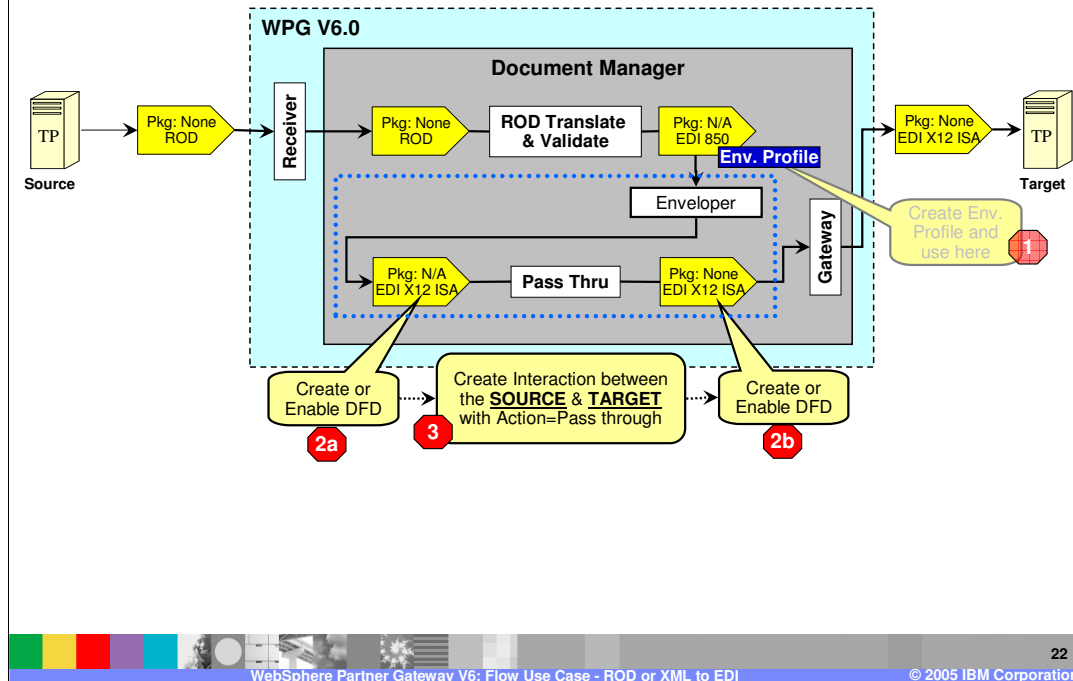 WPG V6.0
Document Manager
TP
Source
Pkg: None
ROD
Receiver
Pkg: None
ROD
ROD Translate
& Validate
Pkg: N/A
EDI 850
Env. Profile
Enveloper
Pkg: N/A
EDI X12 ISA
Pass Thru
Pkg: None
EDI X12 ISA
Gateway
Pkg: None
EDI X12 ISA
TP
Target
Create Env.
Profile and
use here
1
Create or
Enable DFD
2a
Create Interaction between
the SOURCE & TARGET
with Action=Pass through
3
Create or
Enable DFD
2b
22
WebSphere Partner Gateway V6: Flow Use Case - ROD or XML to EDI
© 2005 IBM Corporation